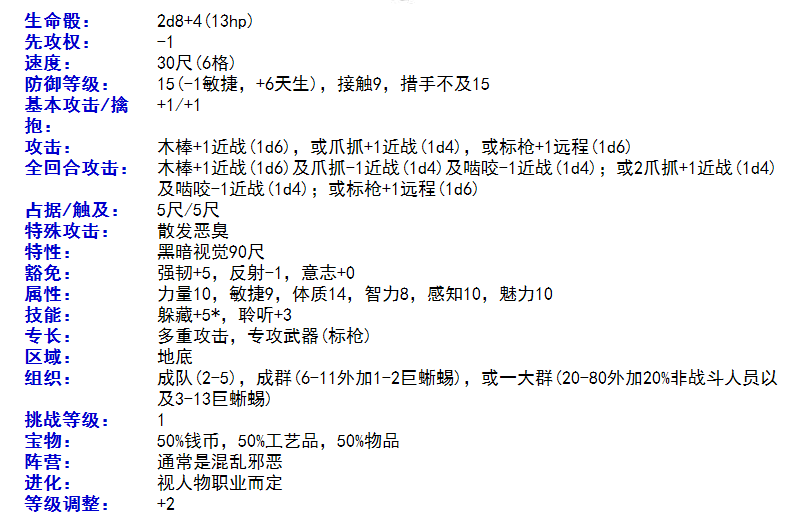 生命骰： 2d8+4(13hp)
先攻权： -1
速度： 30尺(6格)
防御等级： 15(-1敏捷，+6天生)，接触9，措手不及15
基本攻击/擒 +1/+1
抱：
攻击： 木棒+1近战(1d6)，或爪抓+1近战(1d4)，或标枪+1远程(1d6)
全回合攻击： 木棒+1近战(1d6)及爪抓-1近战(1d4)及啮咬-1近战(1d4)；或2爪抓+1近战(1d4)
及啮咬-1近战(1d4)；或标枪+1远程(1d6)
占据/触及： 5尺/5尺
特殊攻击： 散发恶臭
特性： 黑暗视觉90尺
豁免： 强韧+5，反射-1，意志+0
属性： 力量10，敏捷9，体质14，智力8，感知10，魅力10
技能： 躲藏+5*，聆听+3
专长： 多重攻击，专攻武器(标枪)
区域： 地底
组织： 成队(2-5)，成群(6-11外加1-2巨蜥蜴)，或一大群(20-80外加20%非战斗人员以
及3-13巨蜥蜴)
挑战等级： 1
宝物： 50%钱币，50%工艺品，50%物品
阵营： 通常是混乱邪恶
进化： 视人物职业而定
等级调整： +2